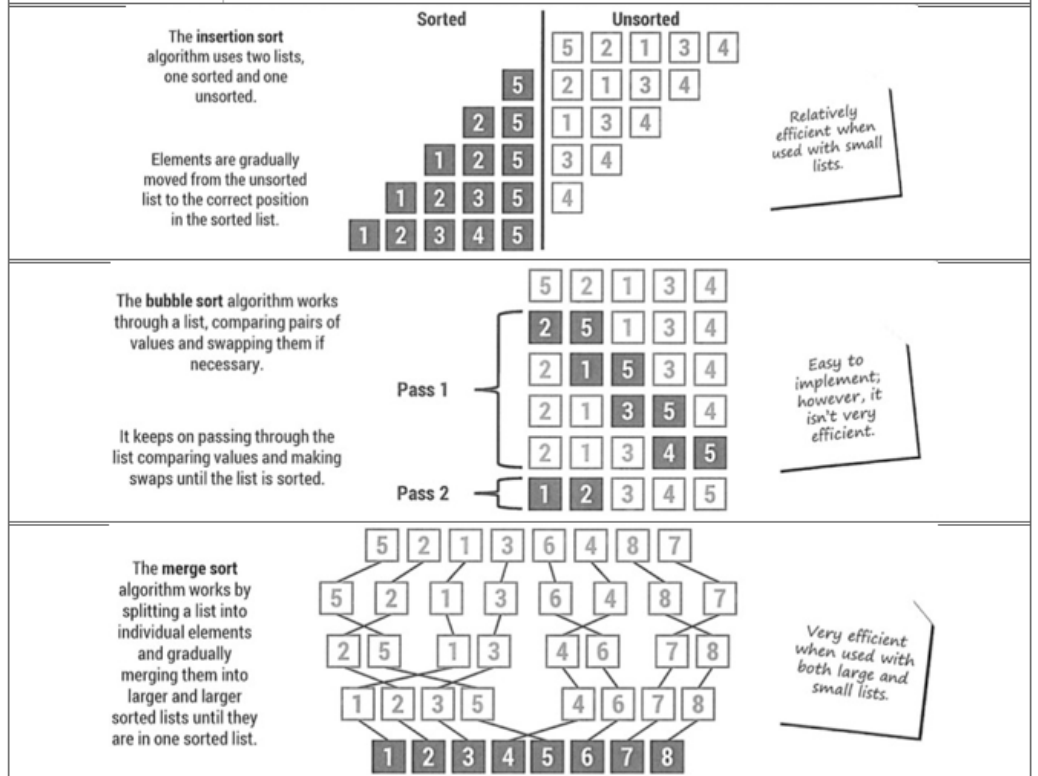 Sorted
Unsorted
The insertion sort
algorithm uses two lists,
one sorted and one
unsorted.
Elements are gradually
moved from the unsorted
list to the correct position
in the sorted list.
5 2 1 3 4
5 2 1 3 4
2 5 1 3 4
1 2 5 3 4
1 2 3 5 4
1 2 3 4 5
Relatively
efficient when
used with small
lists.
The bubble sort algorithm works
through a list, comparing pairs of
values and swapping them if
necessary.
It keeps on passing through the
list comparing values and making
swaps until the list is sorted.
Pass 1
Pass 2
5 2 1 3 4
2 5 1 3 4
2 1 5 3 4
2 1 3 5 4
2 1 3 4 5
1 2 3 4 5
Easy to
implement;
however, it
isn't very
efficient.
The merge sort
algorithm works by
splitting a list into
individual elements
and gradually
merging them into
larger and larger
sorted lists until they
are in one sorted list.
5 2 1 3 6 4 8 7
5 2 1 3 6 4 8 7
2 5 1 3 4 6 7 8
1 2 3 5 4 6 7 8
1 2 3 4 5 6 7 8
Very efficient
when used with
both large and
small lists.